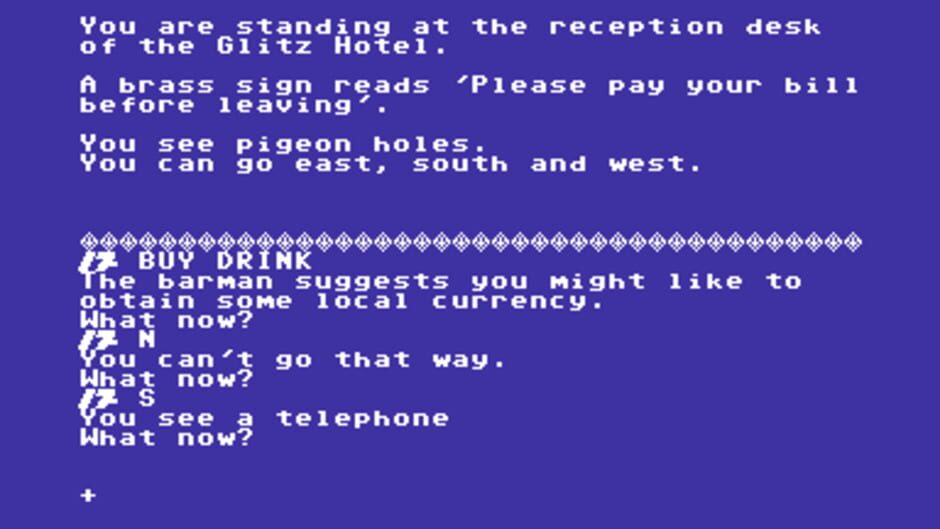 You are standing at the reception desk
of the Glitz Hotel.
A brass sign reads 'Please pay your bill
before leaving'.
You see pigeon holes.
You can go east, south and west.
BUY DRINK
The barman suggests you might like to
obtain some local currency.
What now?
N
You can't go that way.
What now?
S
You see a telephone
What now?
+